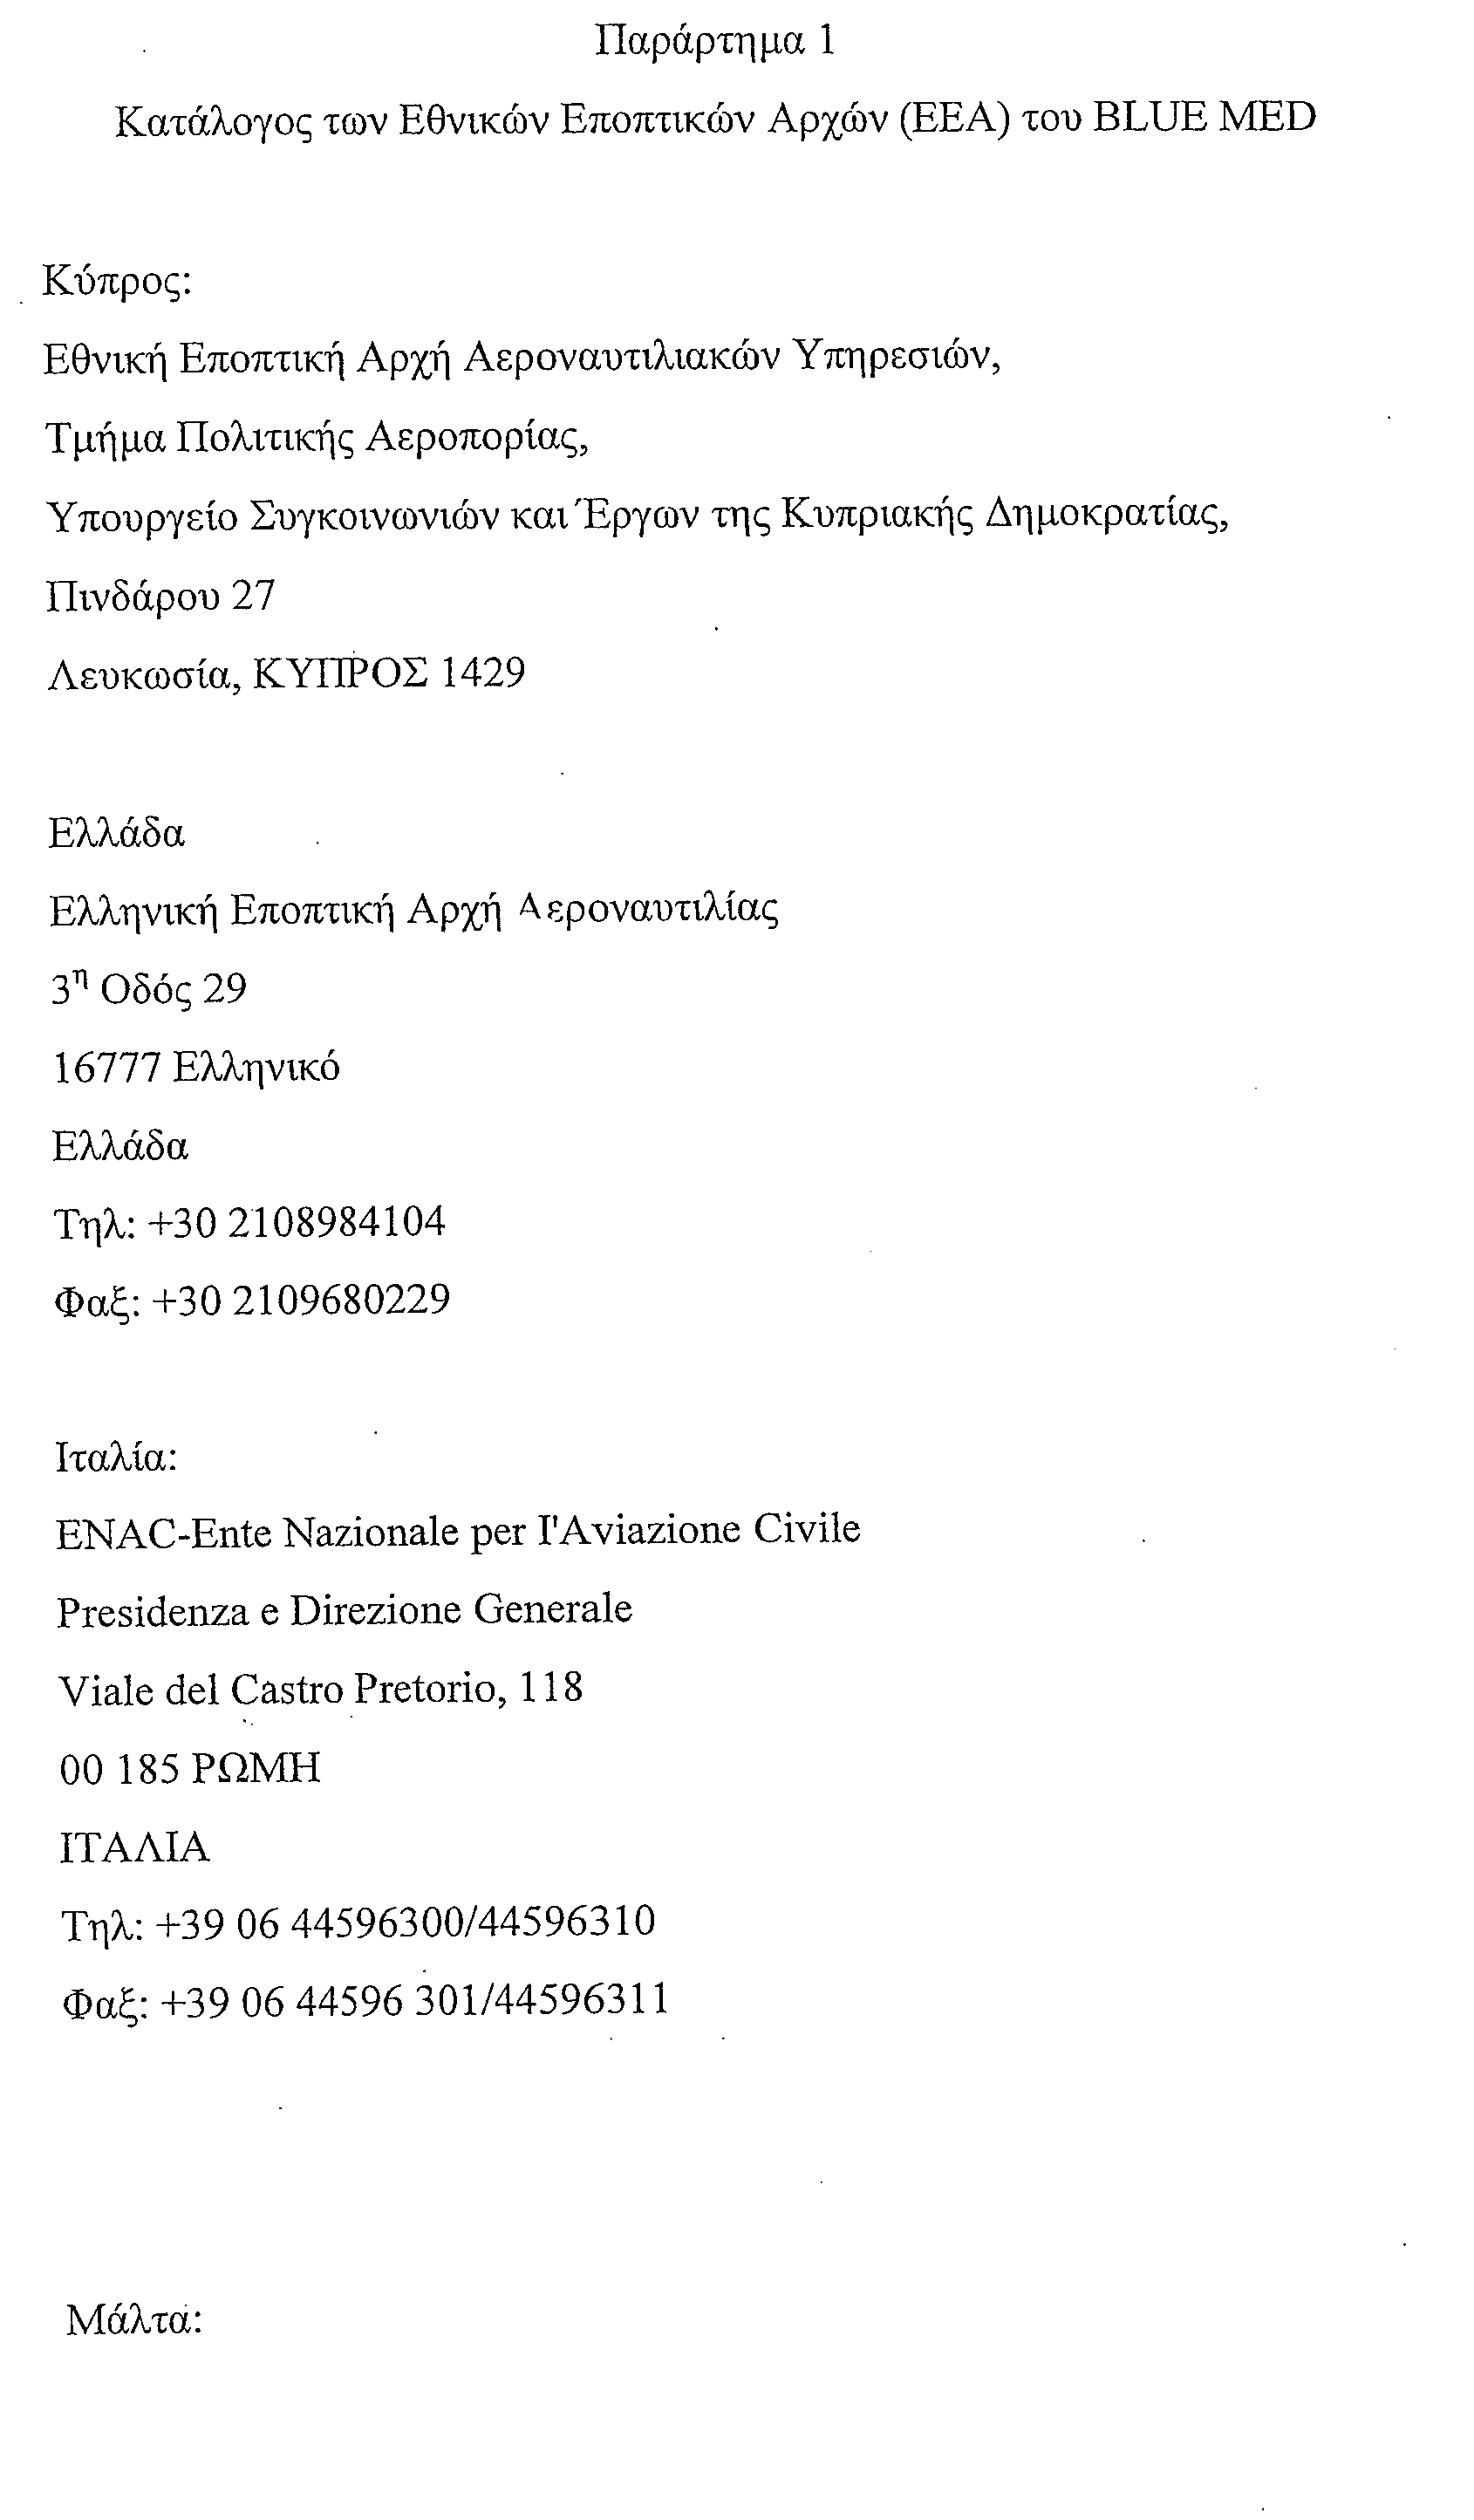 Παράρτημα 1
Κατάλογος των Εθνικών Εποπτικών Αρχών (ΕΕΑ) του BLUE MED
Κύπρος:
Εθνική Εποπτική Αρχή Αεροναυτιλιακών Υπηρεσιών,
Τμήμα Πολιτικής Αεροπορίας,
Υπουργείο Συγκοινωνιών και Έργων της Κυπριακής Δημοκρατίας,
Πινδάρου 27
Λευκωσία, ΚΥΠΡΟΣ 1429
Ελλάδα
Ελληνική Εποπτική Αρχή Αεροναυτιλίας
3η Οδός 29
16777 Ελληνικό
Ελλάδα
Τηλ: +30 2108984104
Φαξ: +30 2109680229
Ιταλία:
ENAC-Ente Nazionale per I'Aviazione Civile
Presidenza e Direzione Generale
Viale del Castro Pretorio, 118
00 185 ΡΩΜΗ
ΙΤΑΛΙΑ
Τηλ: +39 06 44596300/44596310
Φαξ: +39 06 44596 301/44596311
Μάλτα: